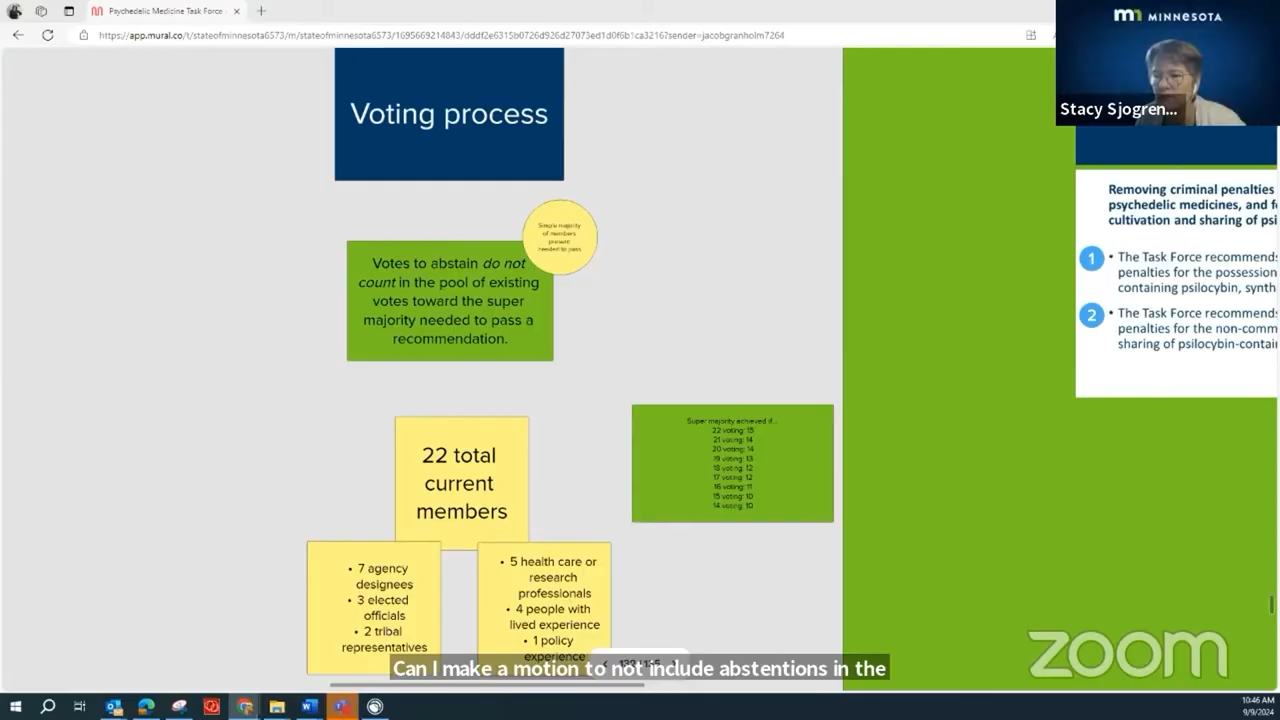 Psychedelic Medicine Task Force
https://app.mural.co/t/stateofminnesota6573/m/stateofminnesota6573/1695669214843/dddf2e6315b0726d926d27073ed1d0f6b1ca3216?sender=jacobgranholm7264
MINNESOTA
Stacy Sjogren...
Voting process
Simple majority
of members
present
needed to pass
Votes to abstain do not
count in the pool of existing
votes toward the super
majority needed to pass a
recommendation.
22 total
current
members
• 7 agency
designees
• 3 elected
officials
• 2 tribal
representatives
• 5 health care or
research
professionals
• 4 people with
lived experience
• 1 policy
experience
Super majority achieved if...
22 voting: 15
21 voting: 14
20 voting: 14
19 voting: 13
18 voting: 12
17 voting: 12
16 voting: 11
15 voting: 10
14 voting: 10
Removing criminal penalties
psychedelic medicines, and
cultivation and sharing of
1 • The Task Force recommends
penalties for the possession
containing psilocybin,
2 • The Task Force recommends
penalties for the
sharing of
Can I make a motion to not include abstentions in the
zoom
10:46 AM
9/9/2024